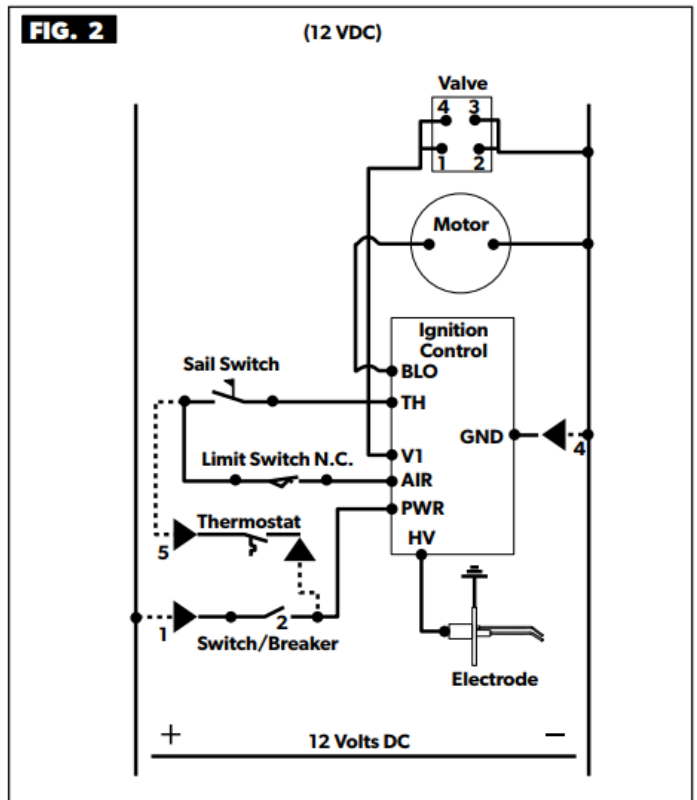 FIG. 2
(12 VDC)
Valve
4 3
1 2
Motor
Ignition
Control
BLO
TH
V1
AIR
PWR
HV
GND
4
Sail Switch
Limit Switch N.C.
Thermostat
5
1
2
Switch/Breaker
Electrode
+
12 Volts DC
−